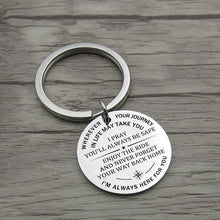 WHEREVER YOUR JOURNEY
IN LIFE MAY TAKE YOU
I PRAY
YOU'LL ALWAYS BE SAFE
ENJOY THE RIDE
AND NEVER FORGET
YOUR WAY BACK HOME
I'M ALWAYS HERE FOR YOU